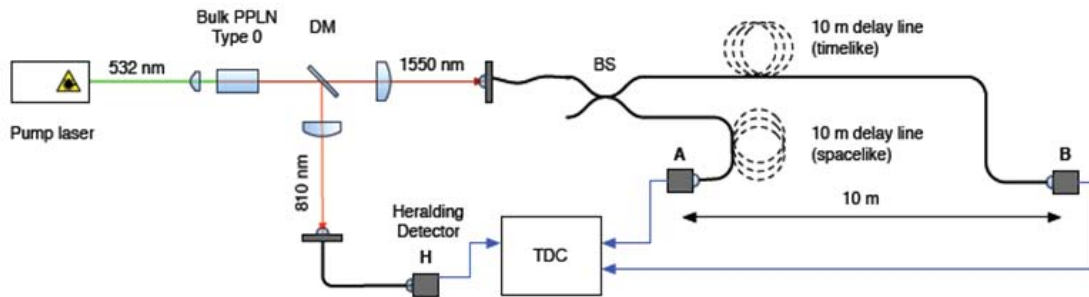 Bulk PPLN
Type 0
DM
532 nm
1550 nm
BS
10 m delay line
(timelike)
Pump laser
810 nm
10 m delay line
(spacelike)
A
B
10 m
Heralding
Detector
H
TDC